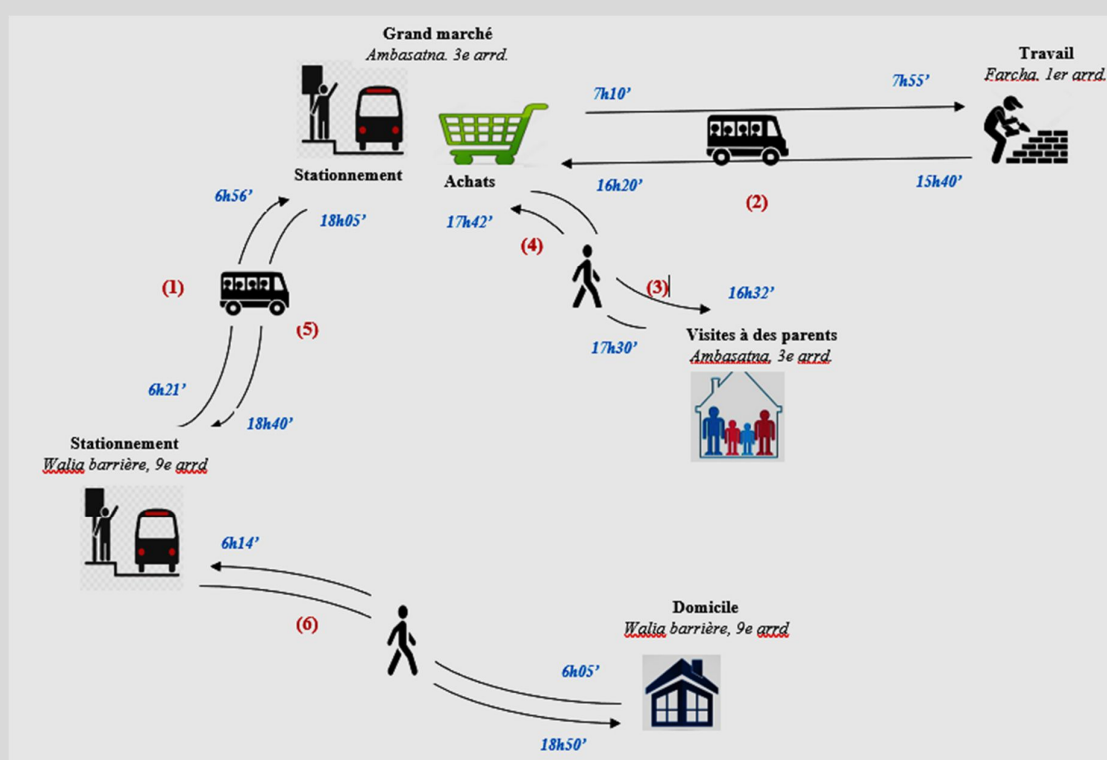 Grand marché
Ambasatna. 3e arrd.
Travail
Farcha, 1er arrd.
7h10’
7h55’
Stationnement
Achats
16h20’
15h40’
(2)
6h56’
18h05’
17h42’
(4)
(1)
(3)
16h32’
(5)
Visites à des parents
Ambasatna, 3e arrd.
17h30’
6h21’
18h40’
Stationnement
Walia barrière, 9e arrd
6h14’
(6)
Domicile
Walia barrière, 9e arrd
6h05’
18h50’